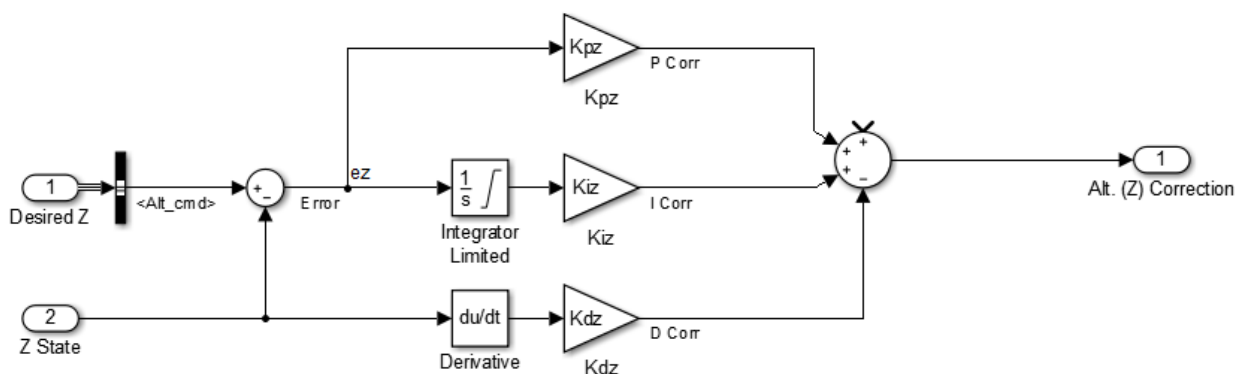 Kpz
P Corr
Kpz
1
Desired Z
<Alt_cmd>
+
−
Error
ez
1
s
Integrator
Limited
Kiz
I Corr
Kiz
+
+
+
−
1
Alt. (Z) Correction
2
Z State
du/dt
Derivative
Kdz
D Corr
Kdz